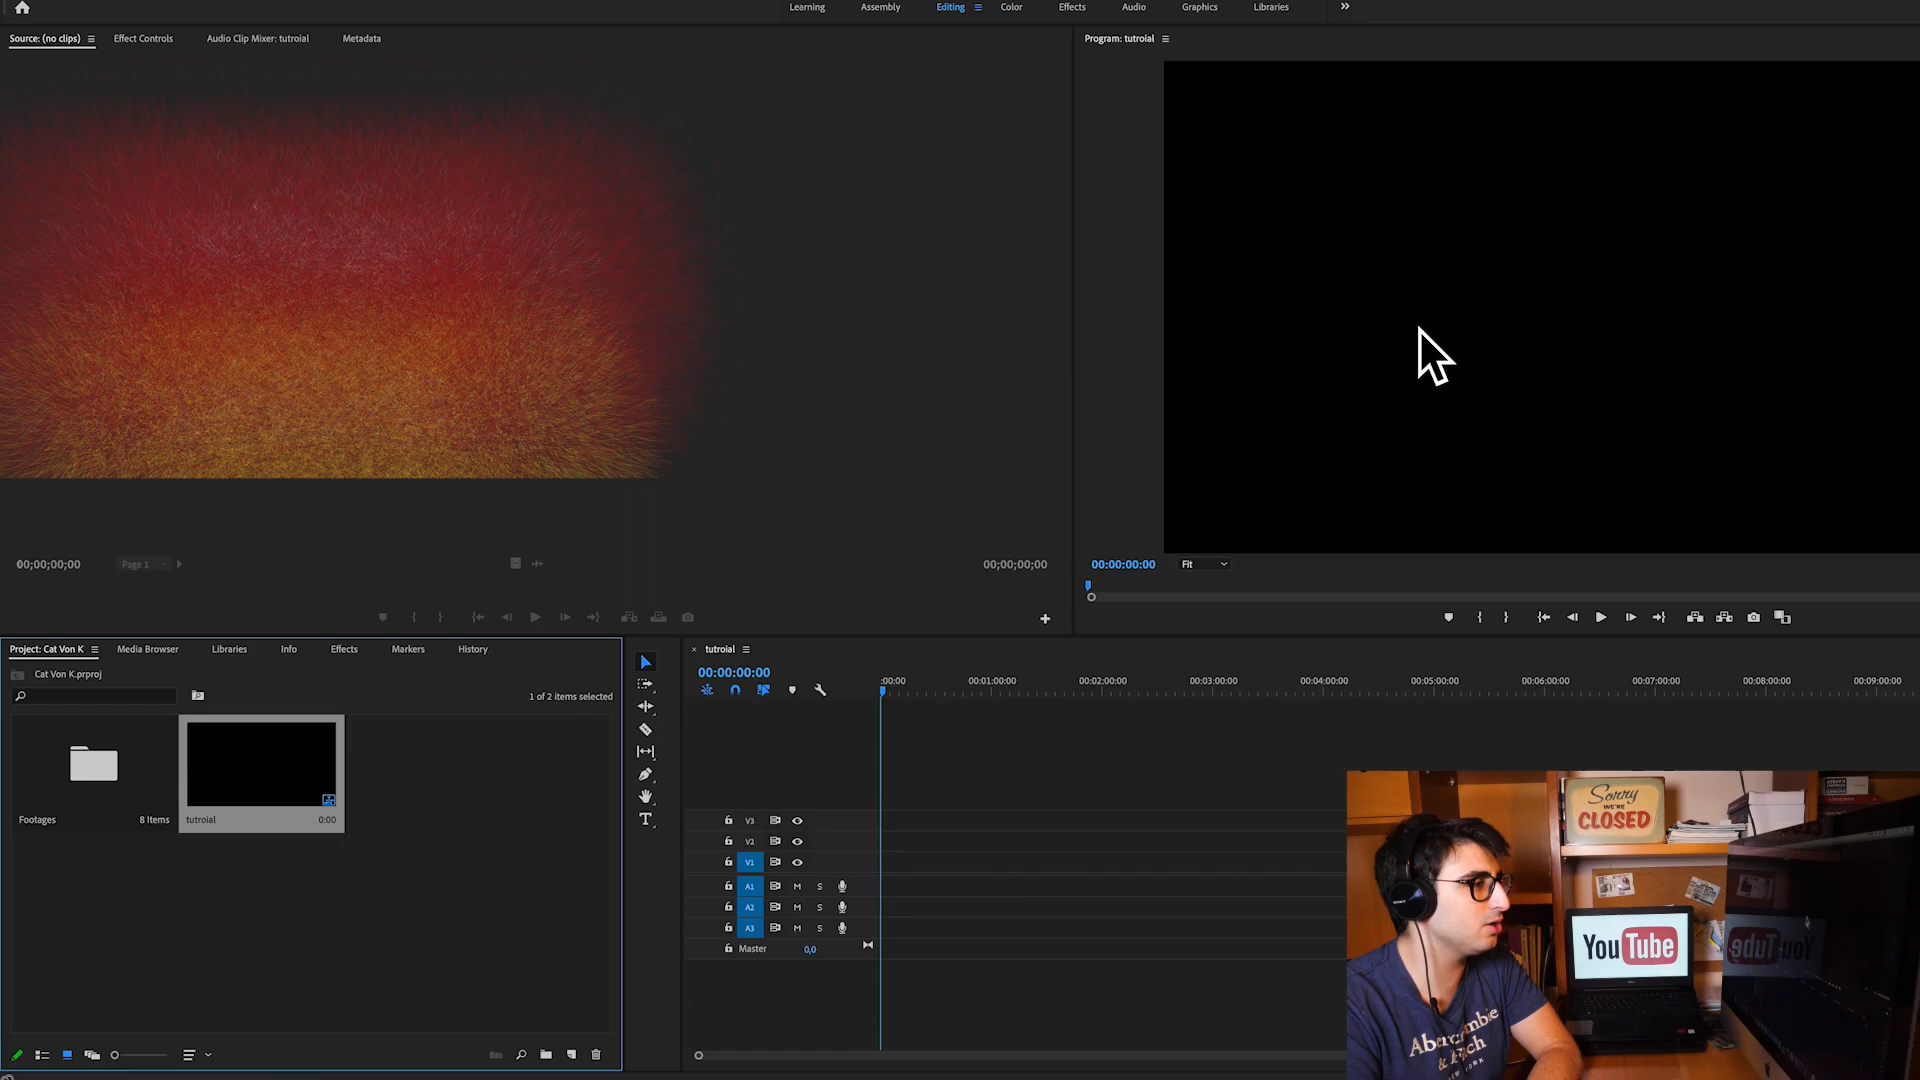 Learning Assembly Editing Color Effects Audio Graphics Libraries
Source: (no clips) Effect Controls Audio Clip Mixer: tutroial Metadata
Program: tutroial
00;00;00;00 Page 1 00;00;00;00
00:00:00:00 Fit
Project: Cat Von K Media Browser Libraries Info Effects Markers History
Cat Von K.prproj
1 of 2 items selected
Footages 8 Items
tutroial 0:00
T
tutroial
00:00:00:00
:00:00 00:01:00:00 00:02:00:00 00:03:00:00 00:04:00:00 00:05:00:00 00:06:00:00 00:07:00:00 00:08:00:00 00:09:00:00
V3
V2
V1
A1 M S
A2 M S
A3 M S
Master 0,0
Sorry
WE'RE
CLOSED
SONY
YouTube
YouTube
Abercrombie
& Fitch
NEW YORK